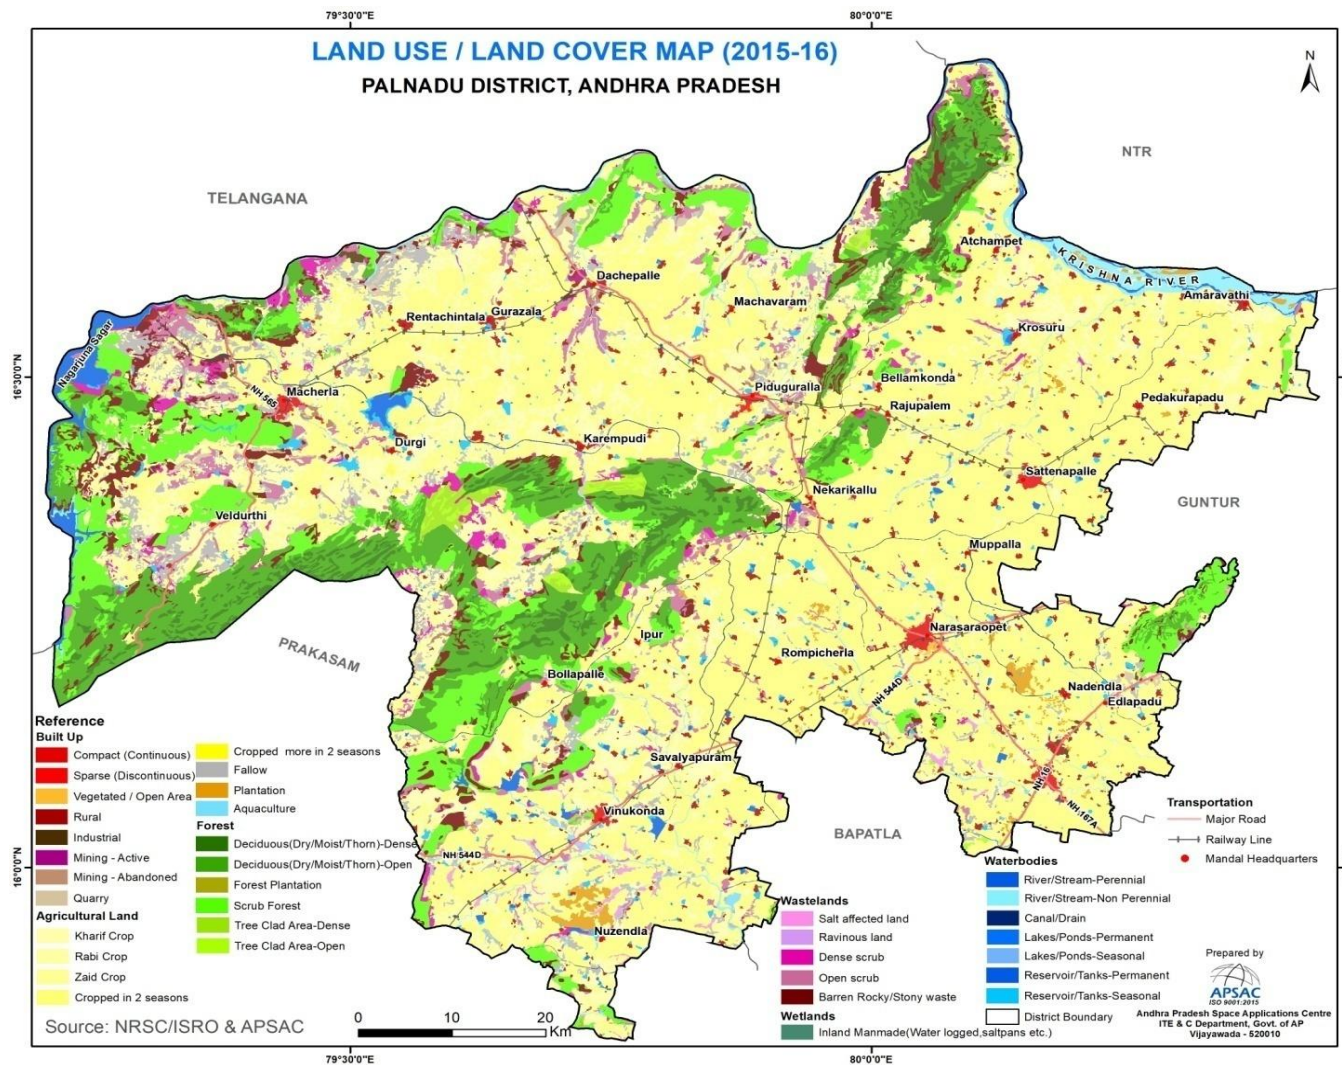 79°30'0"E
80°0'0"E
LAND USE / LAND COVER MAP (2015-16)
PALNADU DISTRICT, ANDHRA PRADESH
N
NTR
TELANGANA
Atchampet
KRISHNA RIVER
Dachepalle
Amaravathi
Machavaram
Rentachintala
Gurazala
Krosuru
Nagarjuna Sagar
16°30'0"N
Bellamkonda
Piduguralla
NH 565
Macherla
Rajupalem
Pedakurapadu
Durgi
Karempudi
Sattenapalle
Nekarikallu
GUNTUR
Veldurthi
Muppalla
Narasaraopet
Ipur
PRAKASAM
Rompicherla
Bollapalle
NH 544D
Nadendla
Edlapadu
Savalyapuram
NH 16
NH 167A
Vinukonda
BAPATLA
NH 544D
Nuzendla
16°0'0"N
Reference
Built Up
Compact (Continuous)
Sparse (Discontinuous)
Vegetated / Open Area
Rural
Industrial
Mining - Active
Mining - Abandoned
Quarry
Agricultural Land
Kharif Crop
Rabi Crop
Zaid Crop
Cropped in 2 seasons
Cropped more in 2 seasons
Fallow
Plantation
Aquaculture
Forest
Deciduous(Dry/Moist/Thorn)-Dense
Deciduous(Dry/Moist/Thorn)-Open
Forest Plantation
Scrub Forest
Tree Clad Area-Dense
Tree Clad Area-Open
Source: NRSC/ISRO & APSAC
0 10 20
Km
Wastelands
Salt affected land
Ravinous land
Dense scrub
Open scrub
Barren Rocky/Stony waste
Wetlands
Inland Manmade(Water logged,saltpans etc.)
Waterbodies
River/Stream-Perennial
River/Stream-Non Perennial
Canal/Drain
Lakes/Ponds-Permanent
Lakes/Ponds-Seasonal
Reservoir/Tanks-Permanent
Reservoir/Tanks-Seasonal
District Boundary
Transportation
Major Road
Railway Line
Mandal Headquarters
Prepared by
APSAC
ISO 9001:2015
Andhra Pradesh Space Applications Centre
ITE & C Department, Govt. of AP
Vijayawada - 520010
79°30'0"E
80°0'0"E